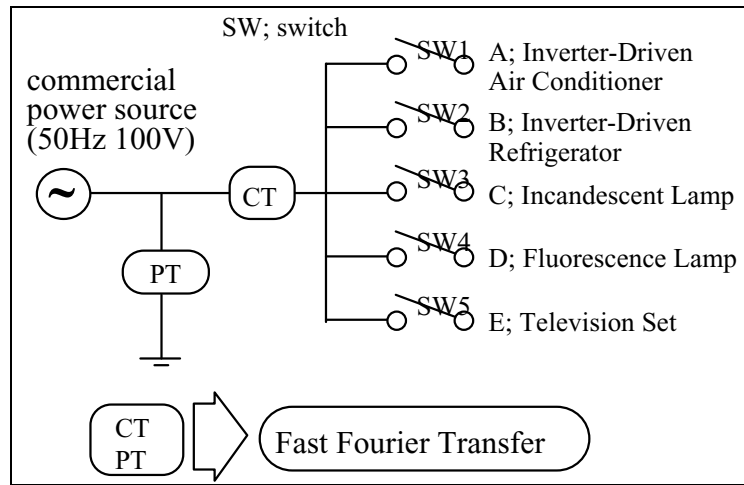 SW; switch
commercial
power source
(50Hz 100V)
~
CT
PT
SW1
A; Inverter-Driven
Air Conditioner
SW2
B; Inverter-Driven
Refrigerator
SW3
C; Incandescent Lamp
SW4
D; Fluorescence Lamp
SW5
E; Television Set
CT
PT
Fast Fourier Transfer